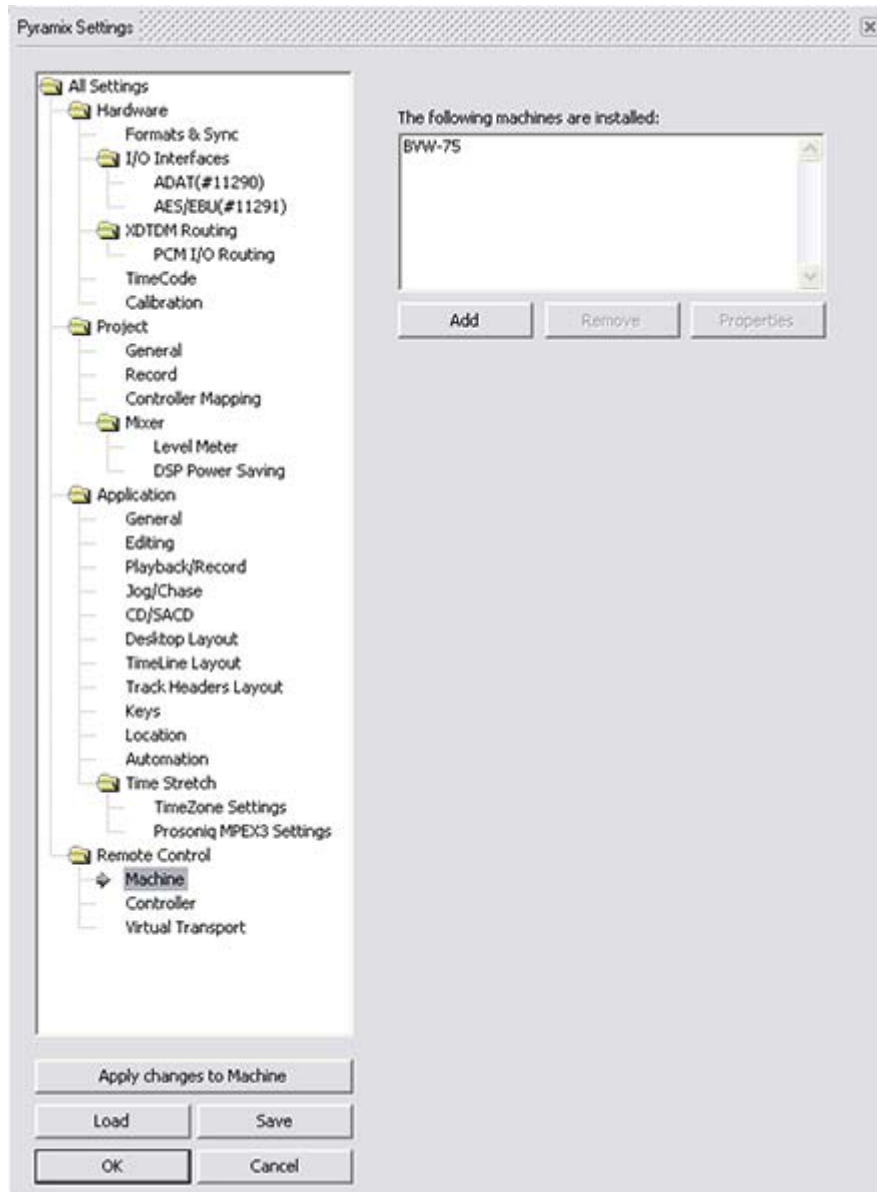 Pyramix Settings
All Settings
Hardware
Formats & Sync
I/O Interfaces
ADAT(#11290)
AES/EBU(#11291)
XDTDM Routing
PCM I/O Routing
TimeCode
Calibration
Project
General
Record
Controller Mapping
Mixer
Level Meter
DSP Power Saving
Application
General
Editing
Playback/Record
Jog/Chase
CD/SACD
Desktop Layout
TimeLine Layout
Track Headers Layout
Keys
Location
Automation
Time Stretch
TimeZone Settings
Prosoniq MPEX3 Settings
Remote Control
Machine
Controller
Virtual Transport
Apply changes to Machine
Load Save
OK Cancel
The following machines are installed:
BVW-75
Add Remove Properties